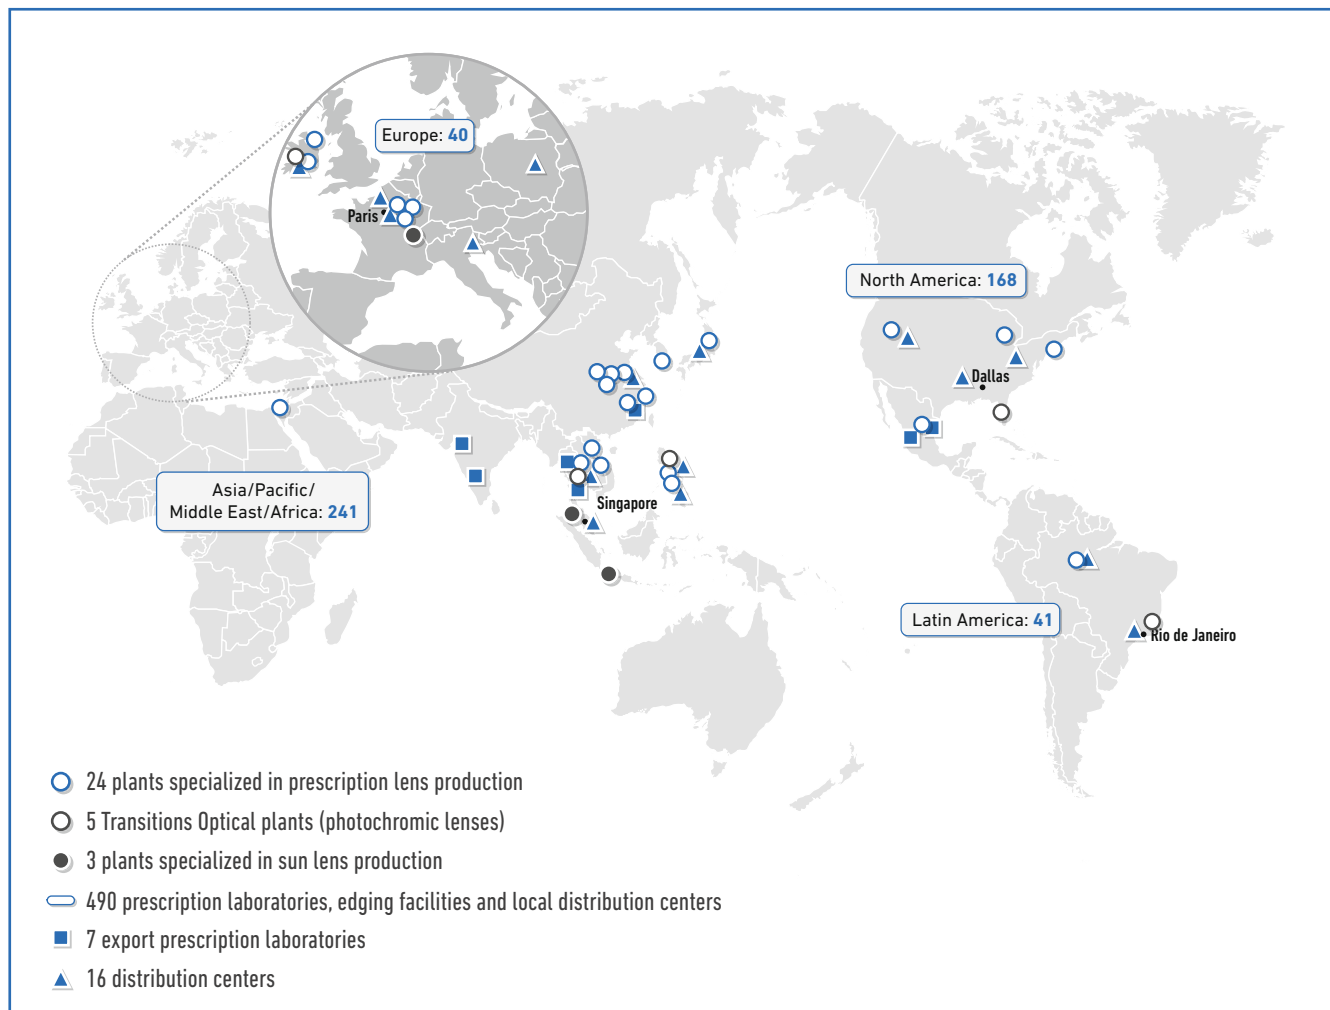 Europe: 40
Paris
North America: 168
Dallas
Asia/Pacific/
Middle East/Africa: 241
Singapore
Latin America: 41
Rio de Janeiro
24 plants specialized in prescription lens production
5 Transitions Optical plants (photochromic lenses)
3 plants specialized in sun lens production
490 prescription laboratories, edging facilities and local distribution centers
7 export prescription laboratories
16 distribution centers